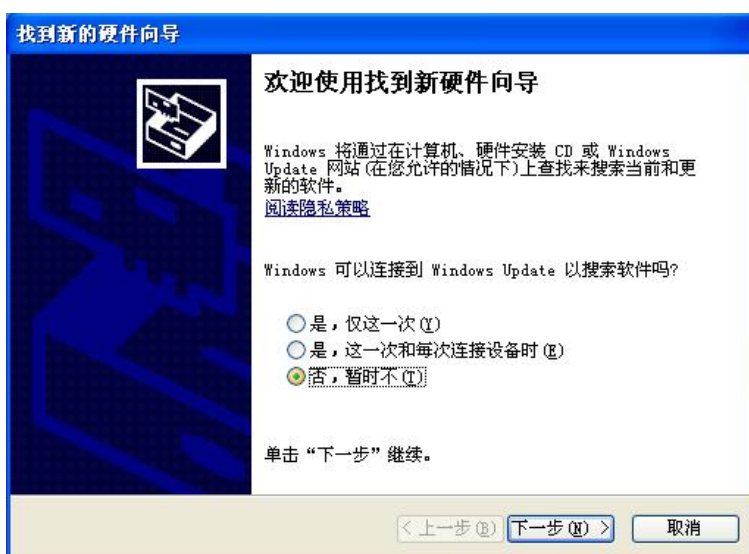 找到新的硬件向导
欢迎使用找到新硬件向导
Windows 将通过在计算机、硬件安装 CD 或 Windows
Update 网站(在您允许的情况下)上查找来搜索当前和更
新的软件。
阅读隐私策略
Windows 可以连接到 Windows Update 以搜索软件吗?
是，仅这一次(Y)
是，这一次和每次连接设备时(E)
否，暂时不(T)
单击“下一步”继续。
< 上一步(B) 下一步(N) > 取消